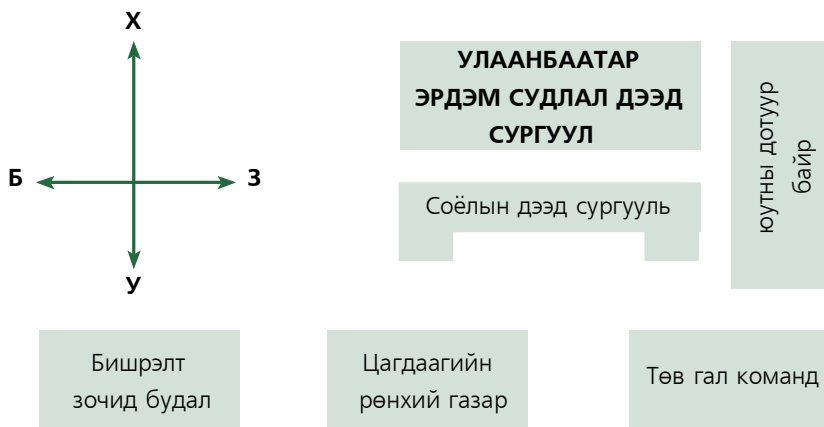 Х
Б
З
У
УЛААНБААТАР
ЭРДЭМ СУДЛАЛ ДЭЭД
СУРГУУЛ
юутны дотуур
байр
Соёлын дээд сургууль
Бишрэлт
зочид будал
Цагдаагийн
рөнхий газар
Төв гал команд